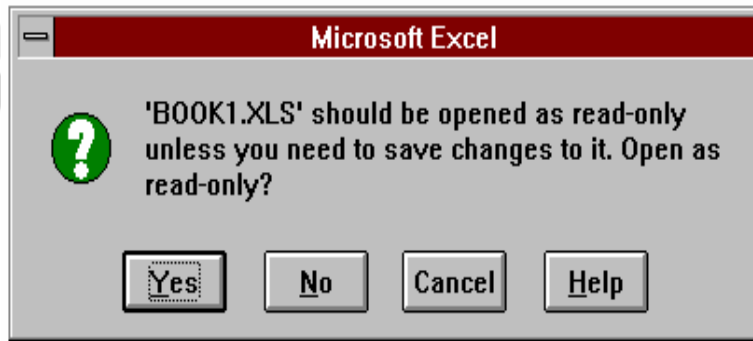 Microsoft Excel
'BOOK1.XLS' should be opened as read-only
unless you need to save changes to it. Open as
read-only?
Yes No Cancel Help